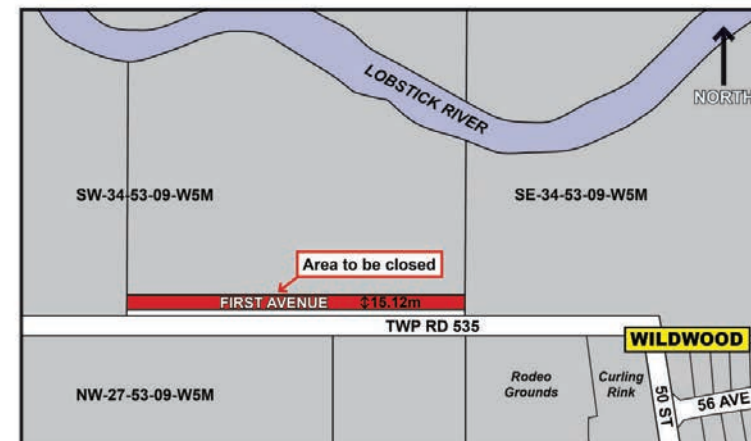 LOBSTICK RIVER
NORTH
SW-34-53-09-W5M
SE-34-53-09-W5M
Area to be closed
FIRST AVENUE
15.12m
TWP RD 535
WILDWOOD
NW-27-53-09-W5M
Rodeo
Grounds
Curling
Rink
50 ST
56 AVE